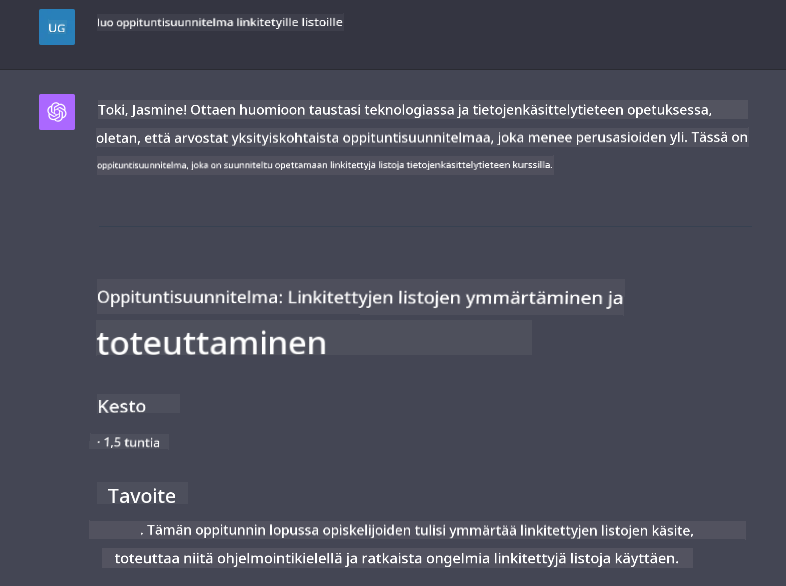 UG
luo oppituntisuunnitelma linkitetyille listoille
Toki, Jasmine! Ottaen huomioon taustasi teknologiassa ja tietojenkäsittelytieteen opetuksessa,
oletan, että arvostat yksityiskohtaista oppituntisuunnitelmaa, joka menee perusasioiden yli. Tässä on
oppituntisuunnitelma, joka on suunniteltu opettamaan linkitettyjä listoja tietojenkäsittelytieteen kurssilla.
Oppituntisuunnitelma: Linkitettyjen listojen ymmärtäminen ja
toteuttaminen
Kesto
· 1,5 tuntia
Tavoite
. Tämän oppitunnin lopussa opiskelijoiden tulisi ymmärtää linkitettyjen listojen käsite,
toteuttaa niitä ohjelmointikielellä ja ratkaista ongelmia linkitettyjä listoja käyttäen.